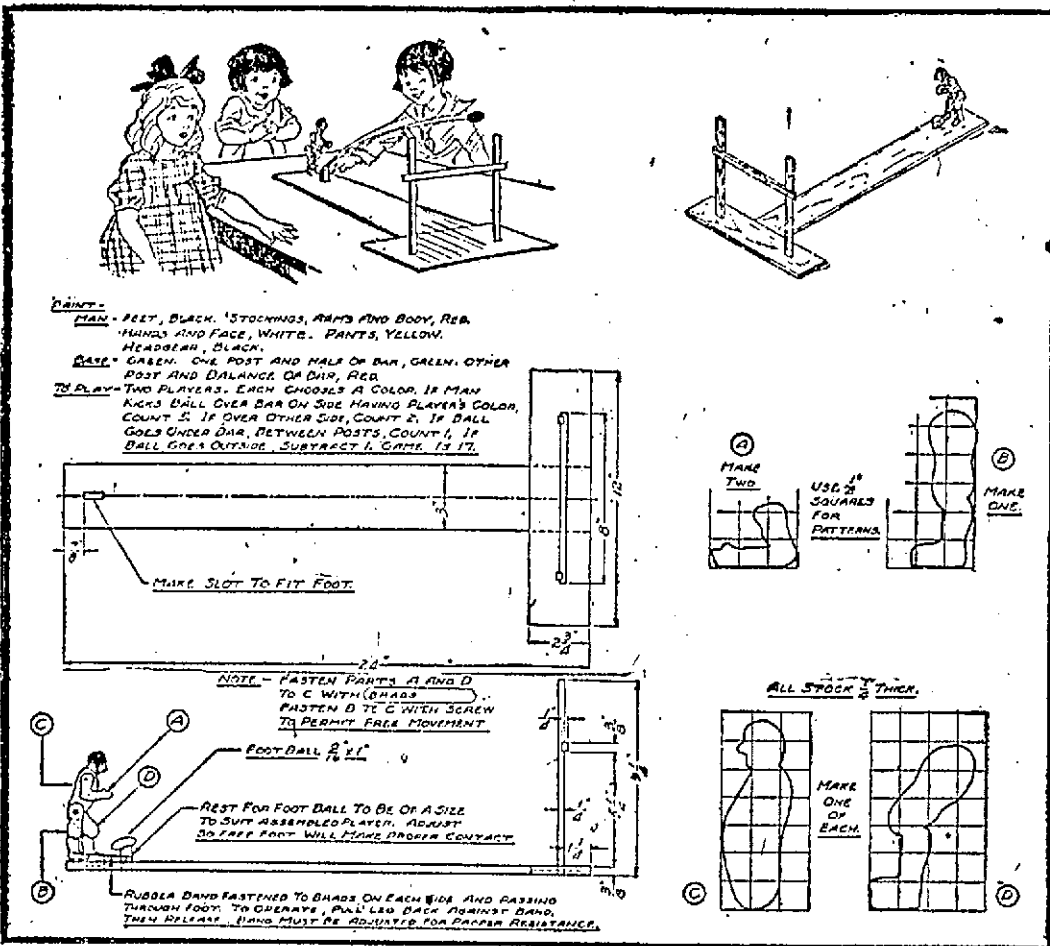 PAINT-
MAN - FEET, BLACK. STOCKINGS, ARMS AND BODY, RED.
HANDS AND FACE, WHITE. PANTS, YELLOW.
HEADGEAR, BLACK.
BASE - GREEN. ONE POST AND HALF OF BAR, GREEN. OTHER
POST AND BALANCE OF BAR, RED.
TO PLAY - TWO PLAYERS. EACH CHOOSES A COLOR. IF MAN
KICKS BALL OVER BAR ON SIDE HAVING PLAYER'S COLOR,
COUNT 5. IF OVER OTHER SIDE, COUNT 2. IF BALL
GOES UNDER BAR, BETWEEN POSTS, COUNT 1. IF
BALL GOES OUTSIDE, SUBTRACT 1. GAME IS 17.
3"
12"
8"
MAKE SLOT TO FIT FOOT.
2 3/4"
24"
A
MAKE
TWO
USE 1/2"
SQUARES
FOR
PATTERNS.
B
MAKE
ONE.
NOTE - FASTEN PARTS A AND D
TO C WITH BRADS
FASTEN D TO C WITH SCREW
TO PERMIT FREE MOVEMENT
C
A
D
FOOT BALL
REST FOR FOOT BALL TO BE OF A SIZE
TO SUIT ASSEMBLED PLAYER. ADJUST
SO FREE FOOT WILL MAKE PROPER CONTACT
B
RUBBER BAND FASTENED TO BRADS ON EACH SIDE AND PASSING
THROUGH FOOT. TO OPERATE, PULL LEG BACK AGAINST BAND,
THEN RELEASE. BAND MUST BE ADJUSTED FOR PROPER RESISTANCE.
ALL STOCK THICK.
MAKE
ONE
OF
EACH.
C
D